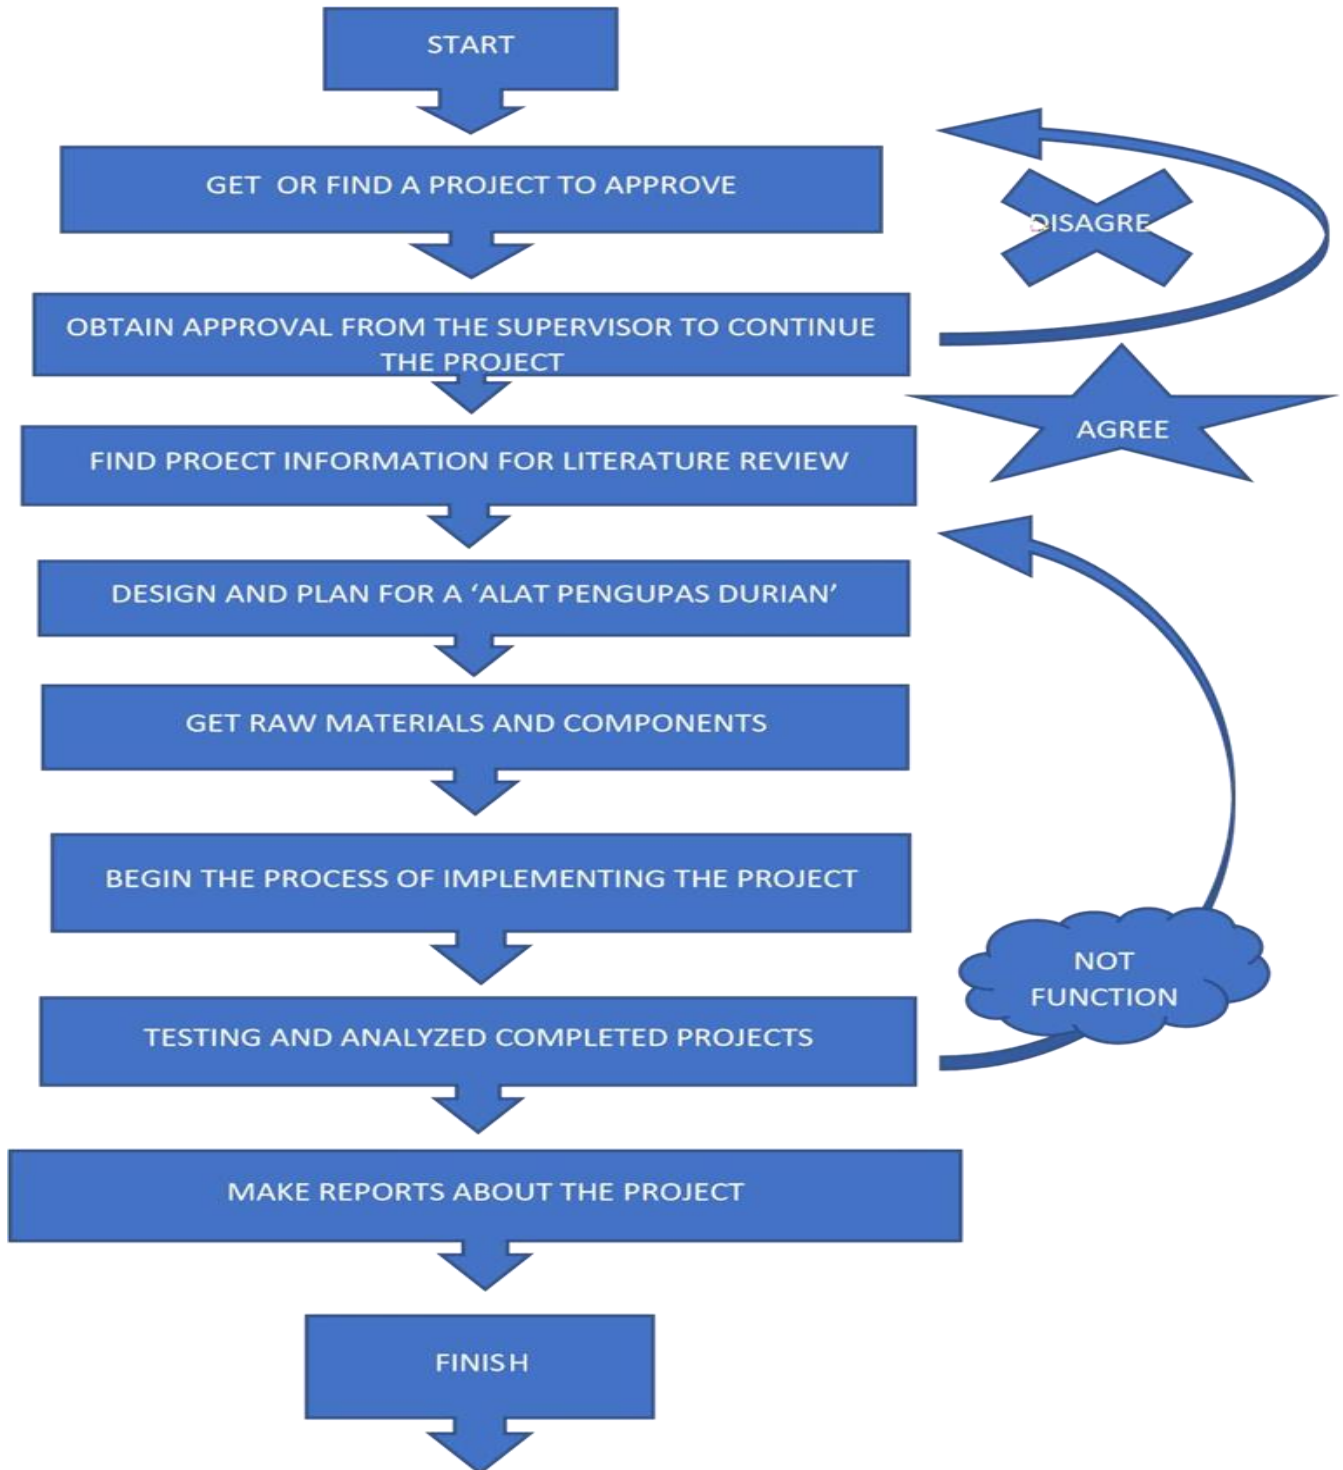 START
GET OR FIND A PROJECT TO APPROVE
DISAGRE
OBTAIN APPROVAL FROM THE SUPERVISOR TO CONTINUE
THE PROJECT
AGREE
FIND PROECT INFORMATION FOR LITERATURE REVIEW
DESIGN AND PLAN FOR A ‘ALAT PENGUPAS DURIAN’
GET RAW MATERIALS AND COMPONENTS
BEGIN THE PROCESS OF IMPLEMENTING THE PROJECT
NOT
FUNCTION
TESTING AND ANALYZED COMPLETED PROJECTS
MAKE REPORTS ABOUT THE PROJECT
FINISH